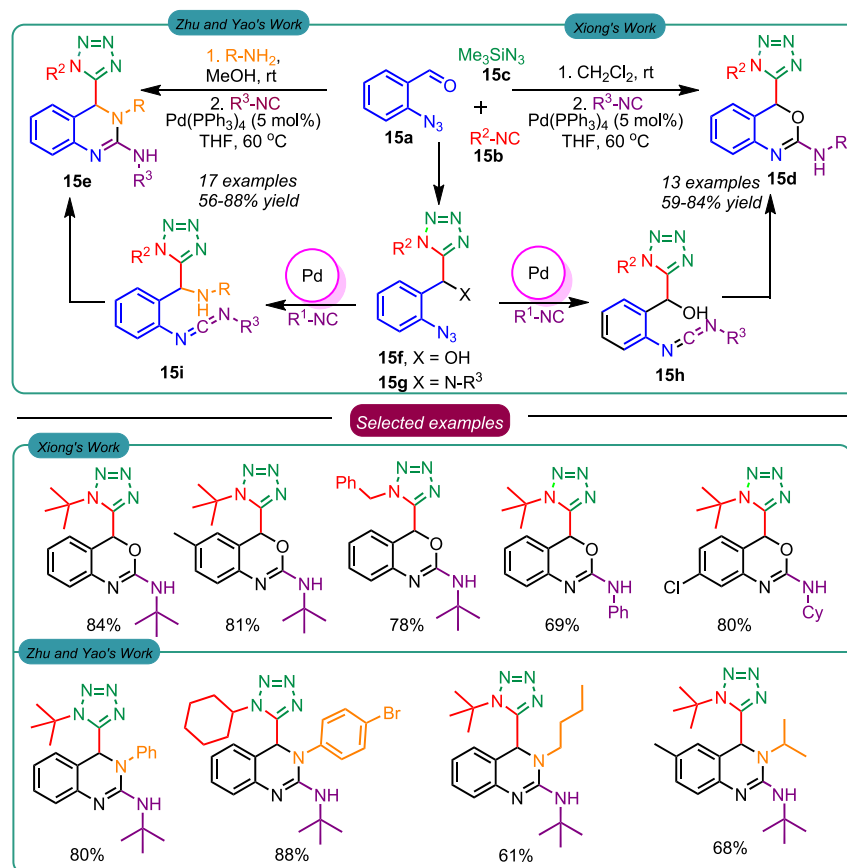 Zhu and Yao's Work
Xiong's Work
1. R-NH2,
MeOH, rt
2. R3-NC
Pd(PPh3)4 (5 mol%)
THF, 60 oC
17 examples
56-88% yield
15e
Me3SiN3
15c
15a
+
R2-NC
15b
1. CH2Cl2, rt
2. R3-NC
Pd(PPh3)4 (5 mol%)
THF, 60 oC
13 examples
59-84% yield
15d
Pd
R1-NC
15i
15f, X = OH
15g X = N-R3
Pd
R1-NC
15h
Selected examples
Xiong's Work
84%
81%
78%
69%
80%
Zhu and Yao's Work
80%
88%
61%
68%